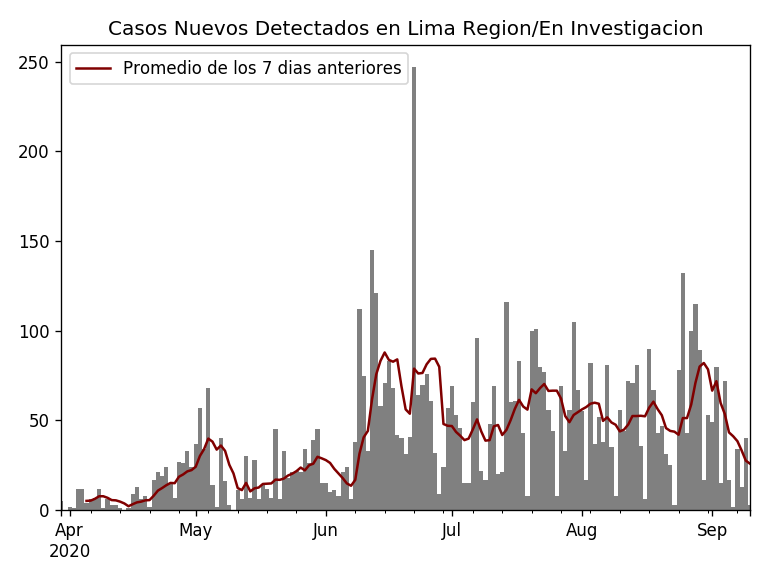 Casos Nuevos Detectados en Lima Region/En Investigacion
Promedio de los 7 dias anteriores
250
200
150
100
50
0
Apr May Jun Jul Aug Sep
2020